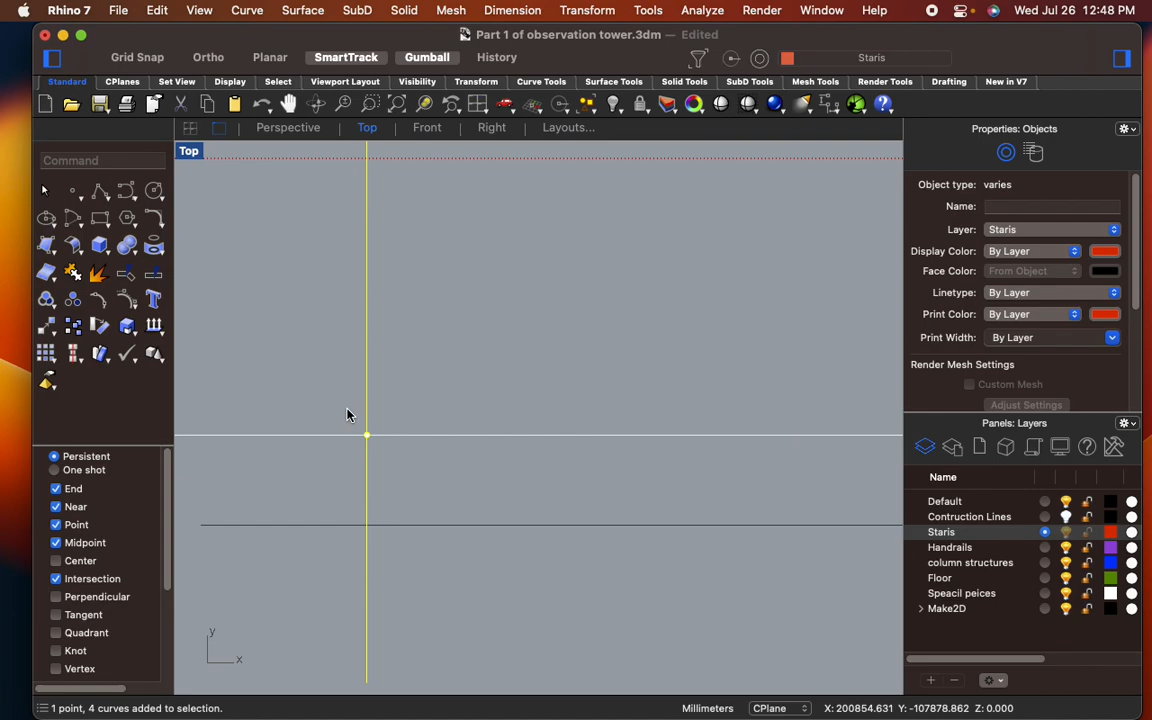 Rhino 7 File Edit View Curve Surface SubD Solid Mesh Dimension Transform Tools Analyze Render Window Help Wed Jul 26 12:48 PM
Part 1 of observation tower.3dm — Edited
Grid Snap Ortho Planar SmartTrack Gumball History Staris
Standard CPlanes Set View Display Select Viewport Layout Visibility Transform Curve Tools Surface Tools Solid Tools SubD Tools Mesh Tools Render Tools Drafting New in V7
Perspective Top Front Right Layouts...
Properties: Objects
Top
Command
Object type: varies
Name:
Layer: Staris
Display Color: By Layer
Face Color: From Object
Linetype: By Layer
Print Color: By Layer
Print Width: By Layer
Render Mesh Settings
Custom Mesh
Adjust Settings
Panels: Layers
Name
Default
Contruction Lines
Staris
Handrails
column structures
Floor
Speacil peices
Make2D
Persistent
One shot
End
Near
Point
Midpoint
Center
Intersection
Perpendicular
Tangent
Quadrant
Knot
Vertex
y
x
1 point, 4 curves added to selection. Millimeters CPlane X: 200854.631 Y: -107878.862 Z: 0.000